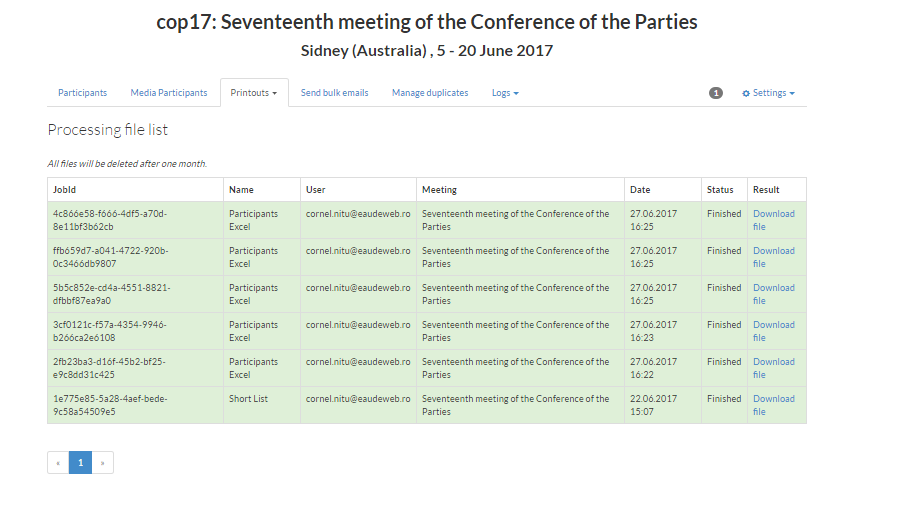 cop17: Seventeenth meeting of the Conference of the Parties
Sidney (Australia) , 5 - 20 June 2017
Participants Media Participants Printouts Send bulk emails Manage duplicates Logs 1 Settings
Processing file list
All files will be deleted after one month.
JobId Name User Meeting Date Status Result
4c866e58-f666-4df5-a70d- Participants cornel.nitu@eaudeweb.ro Seventeenth meeting of the Conference of the 27.06.2017 Finished Download
8e11bf3b62cb Excel Parties 16:25 file
ffb659d7-a041-4722-920b- Participants cornel.nitu@eaudeweb.ro Seventeenth meeting of the Conference of the 27.06.2017 Finished Download
0c3466db9807 Excel Parties 16:25 file
5b5c852e-cd4a-4551-8821- Participants cornel.nitu@eaudeweb.ro Seventeenth meeting of the Conference of the 27.06.2017 Finished Download
dfbbf87ea9a0 Excel Parties 16:25 file
3cf0121c-f57a-4354-9946- Participants cornel.nitu@eaudeweb.ro Seventeenth meeting of the Conference of the 27.06.2017 Finished Download
b266ca2e6108 Excel Parties 16:23 file
2fb23ba3-d16f-45b2-bf25- Participants cornel.nitu@eaudeweb.ro Seventeenth meeting of the Conference of the 27.06.2017 Finished Download
e9c8dd31c425 Excel Parties 16:22 file
1e775e85-5a28-4aef-bede- Short List cornel.nitu@eaudeweb.ro Seventeenth meeting of the Conference of the 22.06.2017 Finished Download
9c58a54509e5 Parties 15:07 file
« 1 »